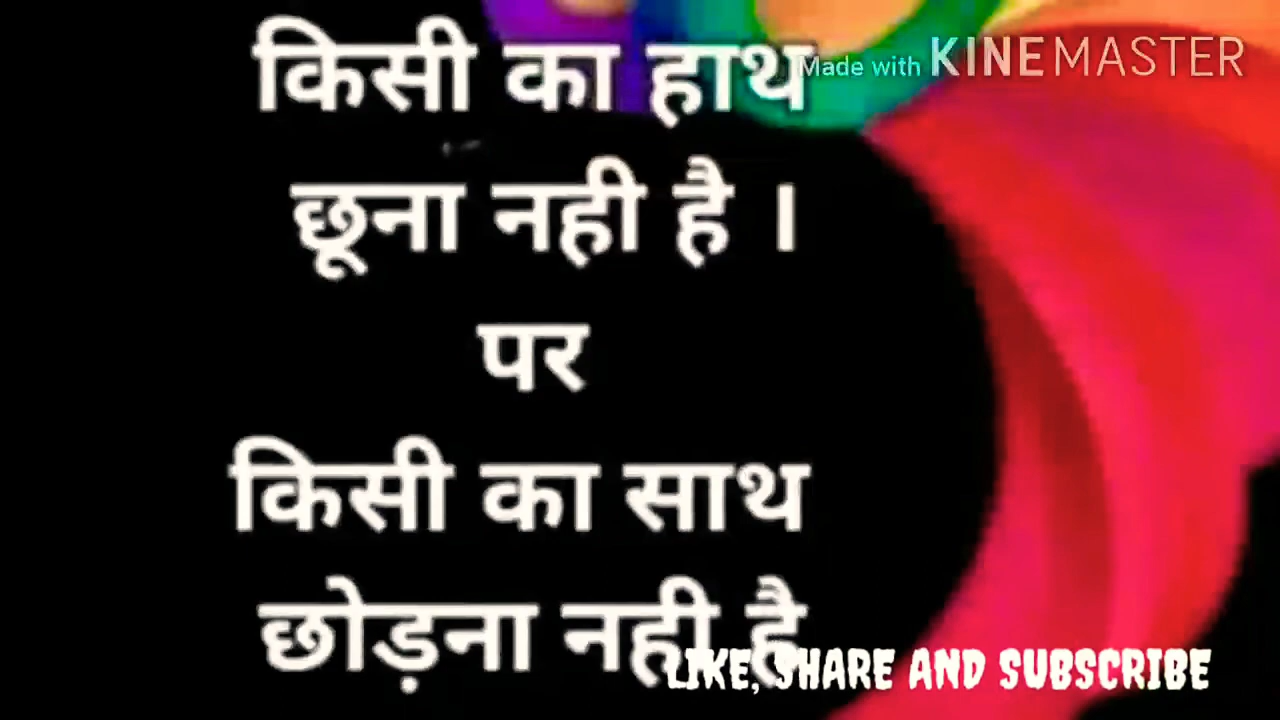 किसी का हाथ
Made with KINEMASTER
छूना नही है ।
पर
किसी का साथ
छोड़ना नही है
LIKE, SHARE AND SUBSCRIBE